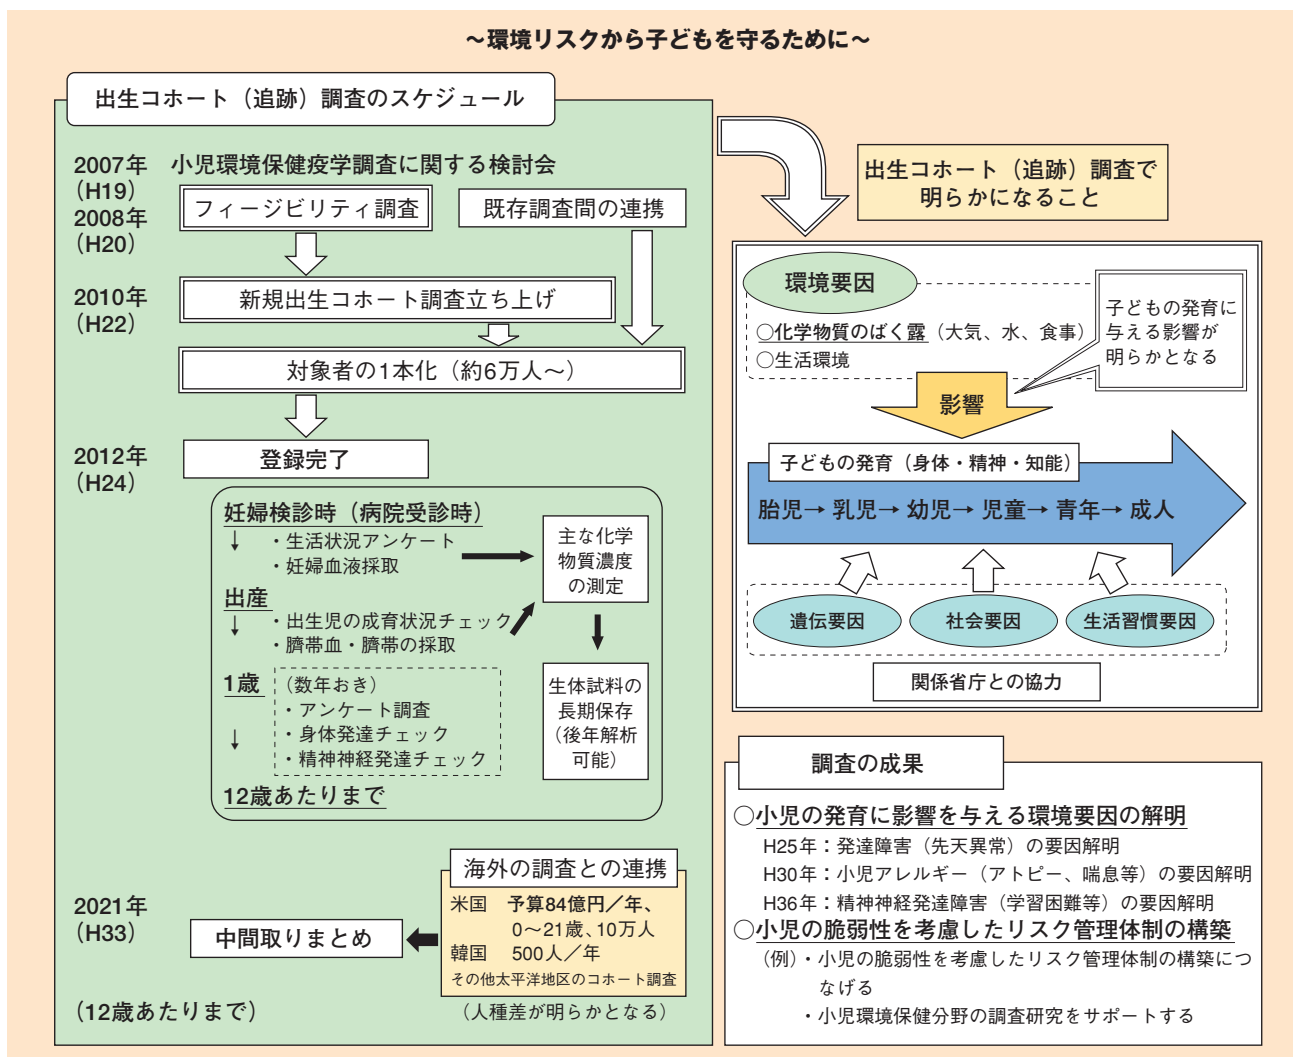 ～環境リスクから子どもを守るために～
出生コホート（追跡）調査のスケジュール
2007年
（H19）
小児環境保健疫学調査に関する検討会
2008年
（H20）
フィージビリティ調査
既存調査間の連携
2010年
（H22）
新規出生コホート調査立ち上げ
対象者の1本化（約6万人～）
2012年
（H24）
登録完了
妊婦検診時（病院受診時）
↓
・生活状況アンケート
・妊婦血液採取
出産
↓
・出生児の成育状況チェック
・臍帯血・臍帯の採取
1歳
↓
（数年おき）
・アンケート調査
・身体発達チェック
・精神神経発達チェック
12歳あたりまで
主な化学
物質濃度
の測定
生体試料の
長期保存
（後年解析
可能）
2021年
（H33）
中間取りまとめ
海外の調査との連携
米国　予算84億円／年、
0～21歳、10万人
韓国　500人／年
その他太平洋地区のコホート調査
（12歳あたりまで）
（人種差が明らかとなる）
出生コホート（追跡）調査で
明らかになること
環境要因
○化学物質のばく露（大気、水、食事）
○生活環境
子どもの発育に
与える影響が
明らかとなる
影響
子どもの発育（身体・精神・知能）
胎児→ 乳児→ 幼児→ 児童→ 青年→ 成人
遺伝要因
社会要因
生活習慣要因
関係省庁との協力
調査の成果
○小児の発育に影響を与える環境要因の解明
H25年：発達障害（先天異常）の要因解明
H30年：小児アレルギー（アトピー、喘息等）の要因解明
H36年：精神神経発達障害（学習困難等）の要因解明
○小児の脆弱性を考慮したリスク管理体制の構築
（例）・小児の脆弱性を考慮したリスク管理体制の構築につ
なげる
・小児環境保健分野の調査研究をサポートする